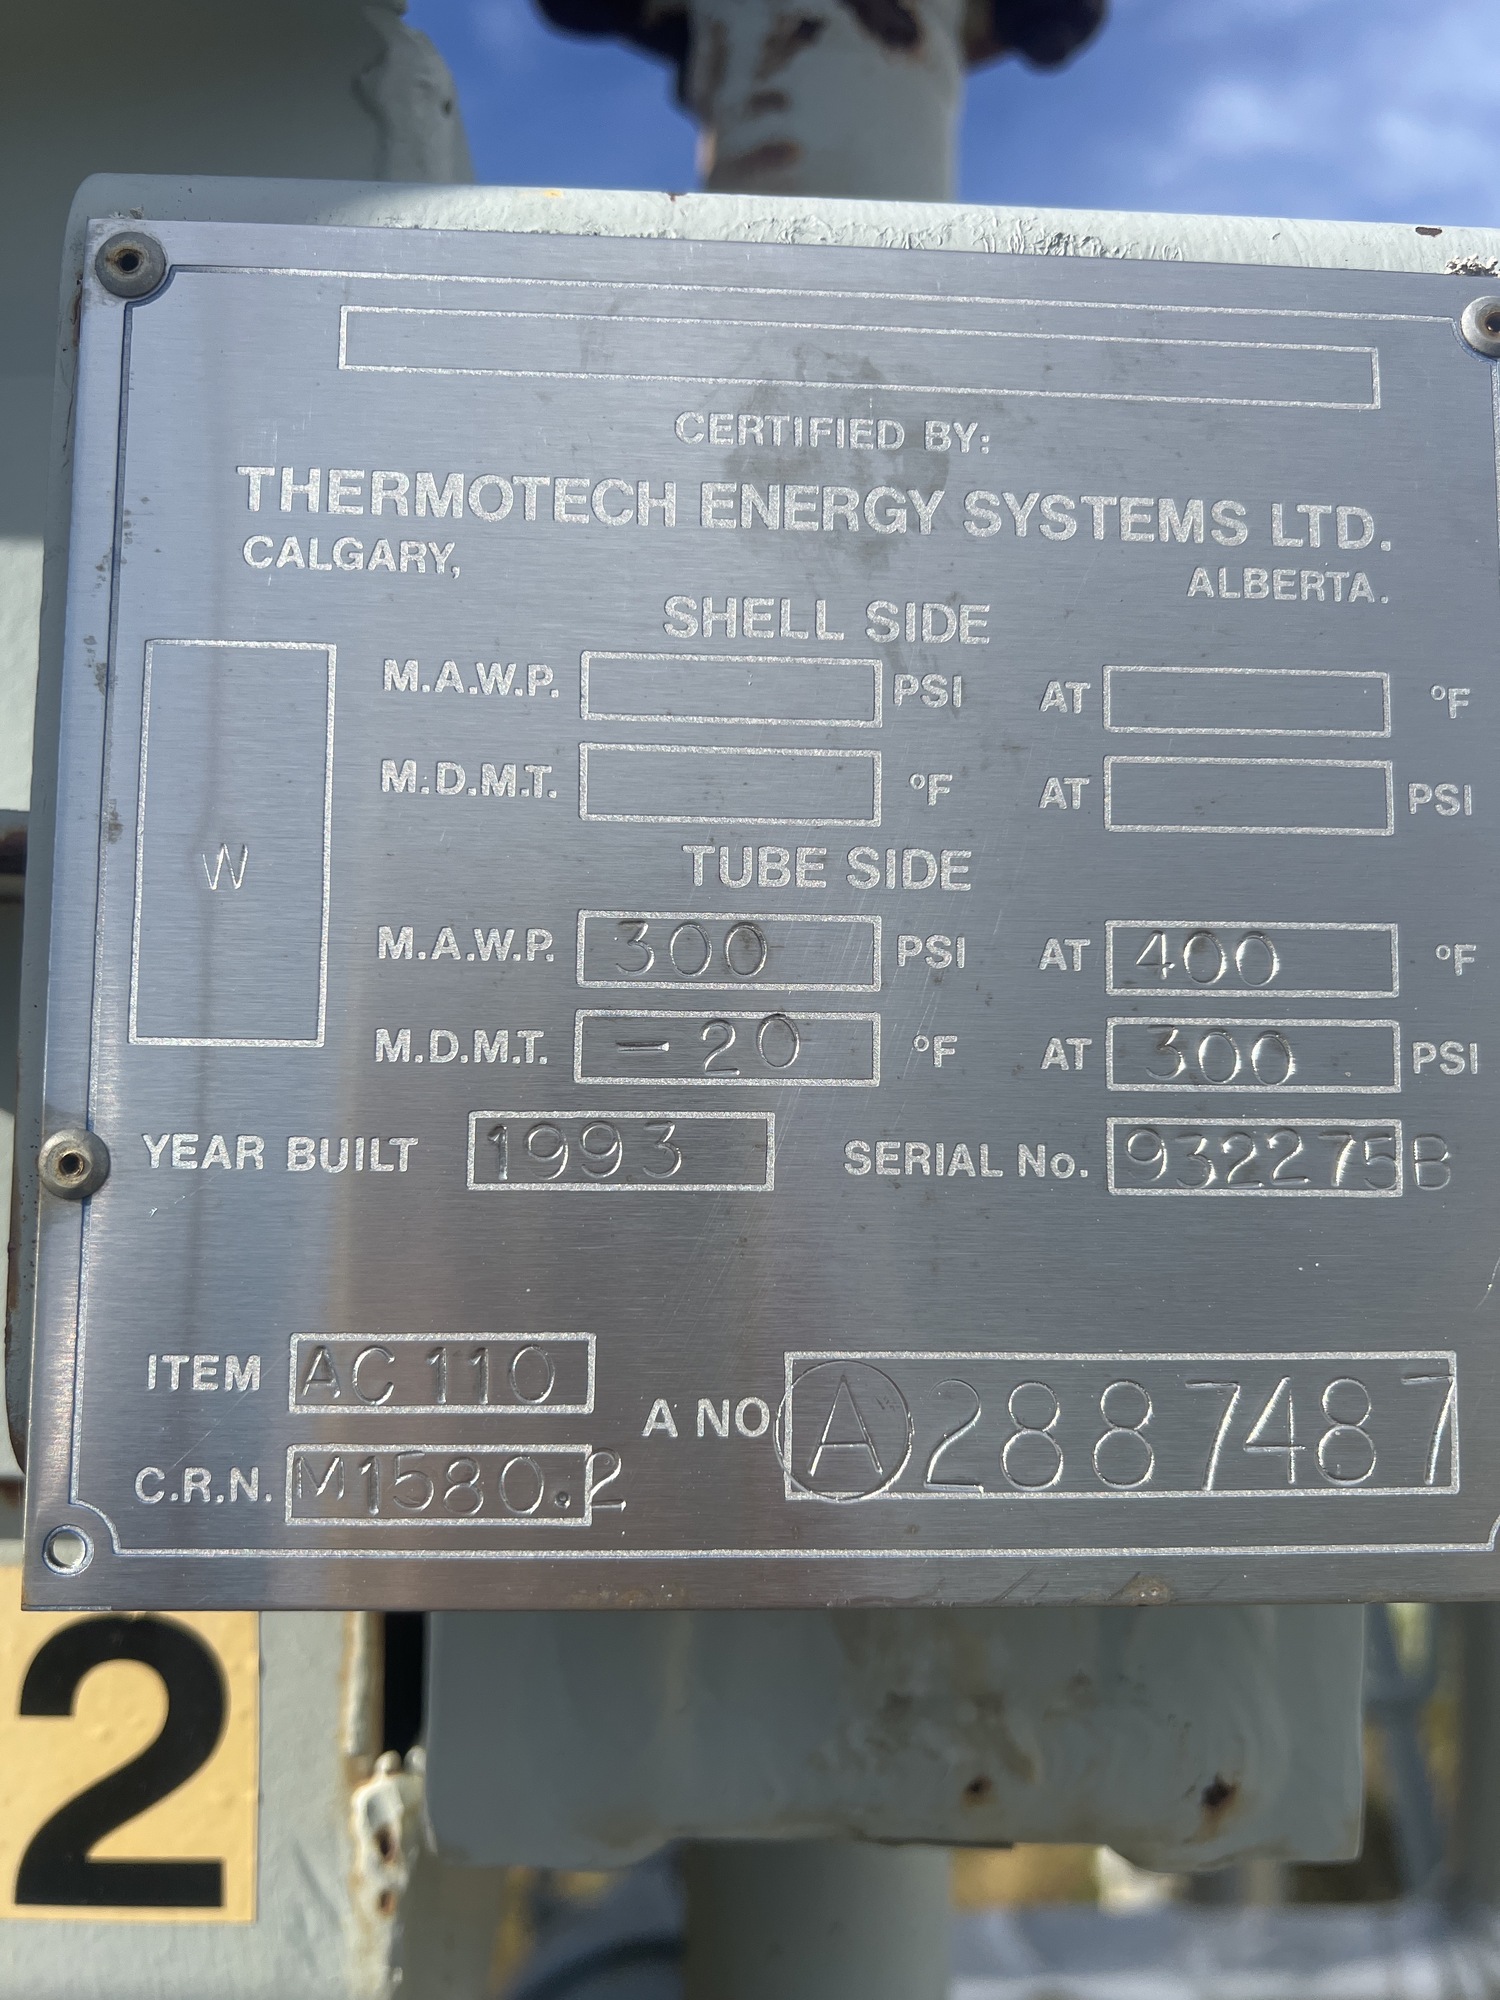 CERTIFIED BY:
THERMOTECH ENERGY SYSTEMS LTD.
CALGARY, ALBERTA.
SHELL SIDE
M.A.W.P. PSI AT °F
M.D.M.T. °F AT PSI
W
TUBE SIDE
M.A.W.P. 300 PSI AT 400 °F
M.D.M.T. -20 °F AT 300 PSI
YEAR BUILT 1993 SERIAL No. 932275B
ITEM AC 110
A NO A 2887487
C.R.N. M1580.2
2